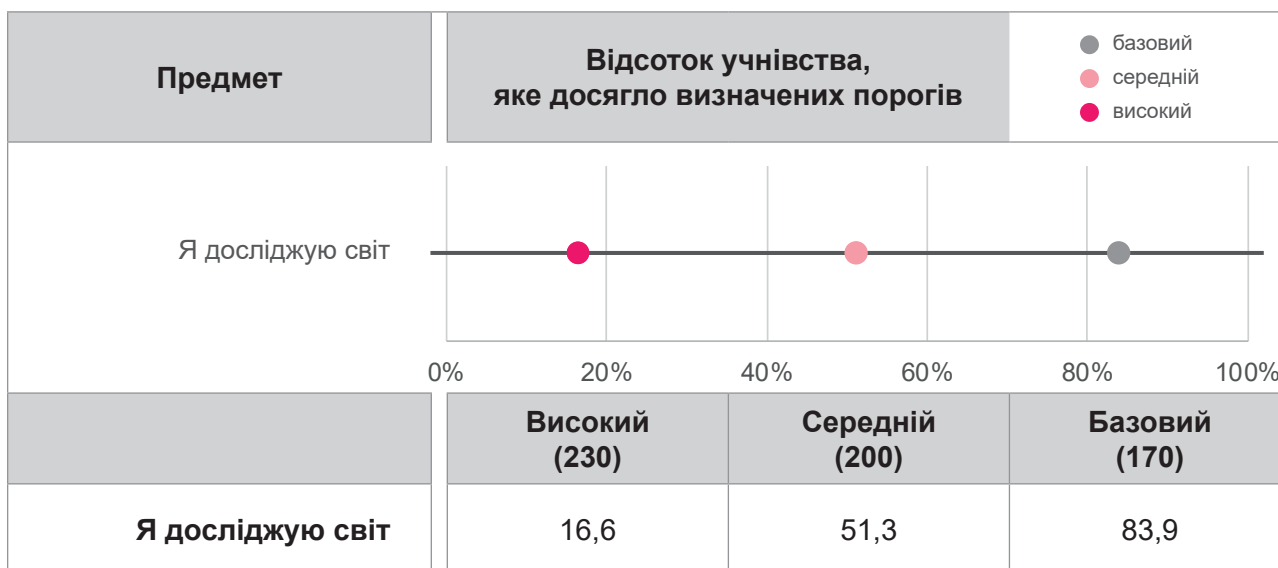 Предмет
Відсоток учнівства,
яке досягло визначених порогів
базовий
середній
високий
Я досліджую світ
0% 20% 40% 60% 80% 100%
Високий
(230)
Середній
(200)
Базовий
(170)
Я досліджую світ 16,6 51,3 83,9